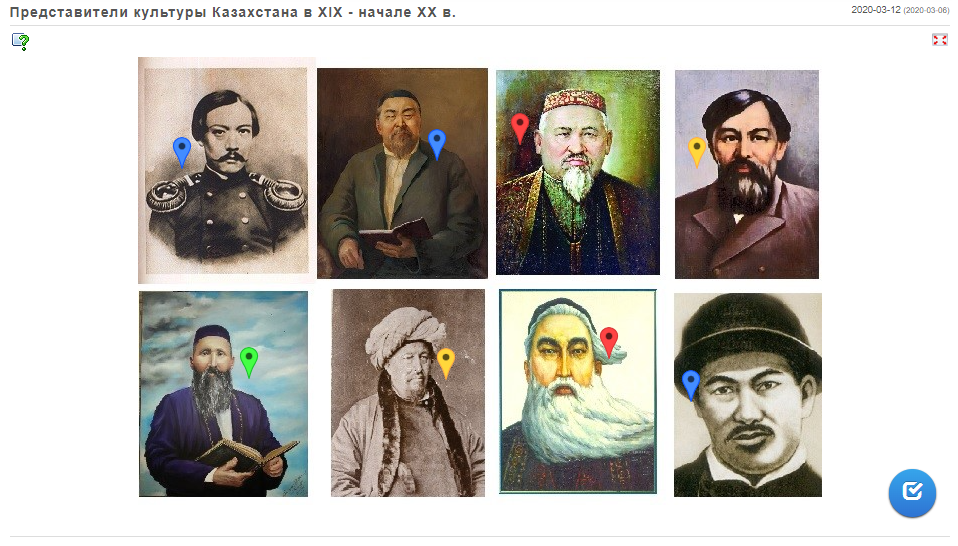 Представители культуры Казахстана в XIX - начале XX в.
2020-03-12 (2020-03-06)